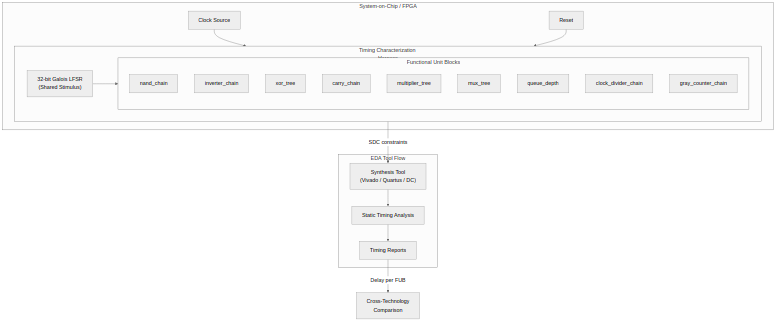 System-on-Chip / FPGA
Clock Source
Reset
Timing Characterization
Functional Unit Blocks
32-bit Galois LFSR
(Shared Stimulus)
nand_chain
inverter_chain
xor_tree
carry_chain
multiplier_tree
mux_tree
queue_depth
clock_divider_chain
gray_counter_chain
SDC constraints
EDA Tool Flow
Synthesis Tool
(Vivado / Quartus / DC)
Static Timing Analysis
Timing Reports
Delay per FUB
Cross-Technology
Comparison